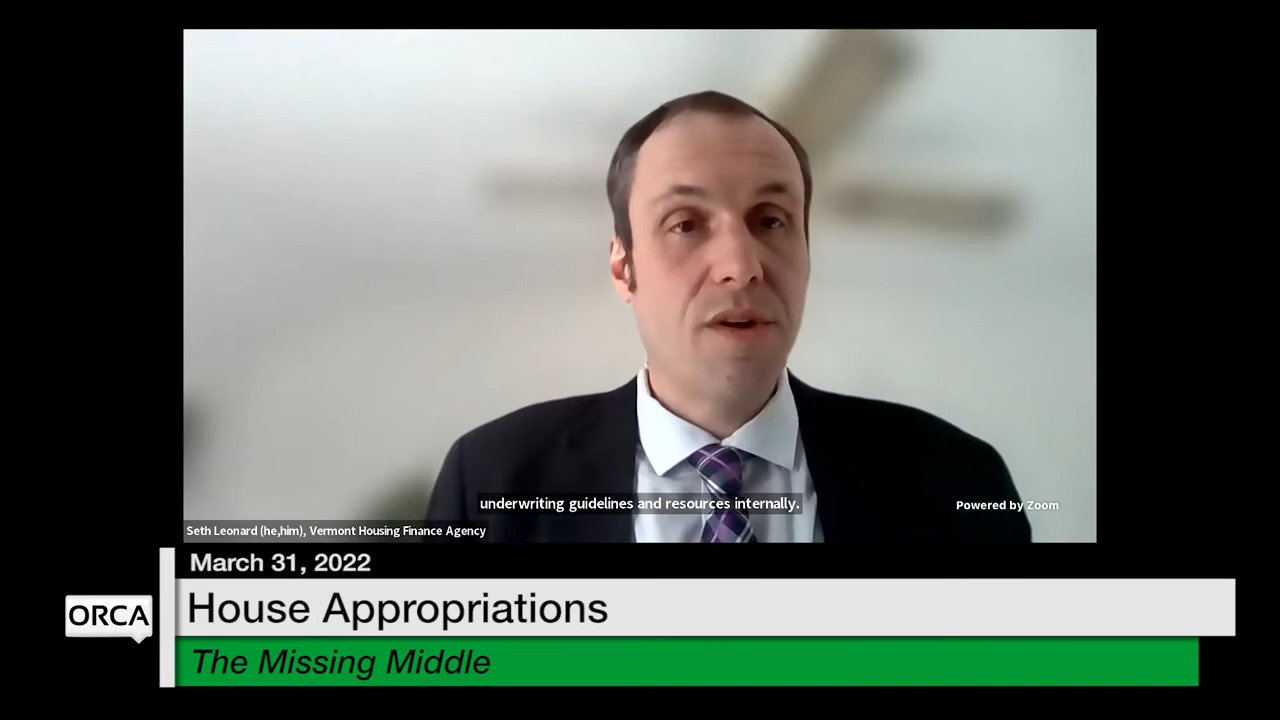 underwriting guidelines and resources internally.
Powered by Zoom
Seth Leonard (he,him), Vermont Housing Finance Agency
March 31, 2022
ORCA
House Appropriations
The Missing Middle